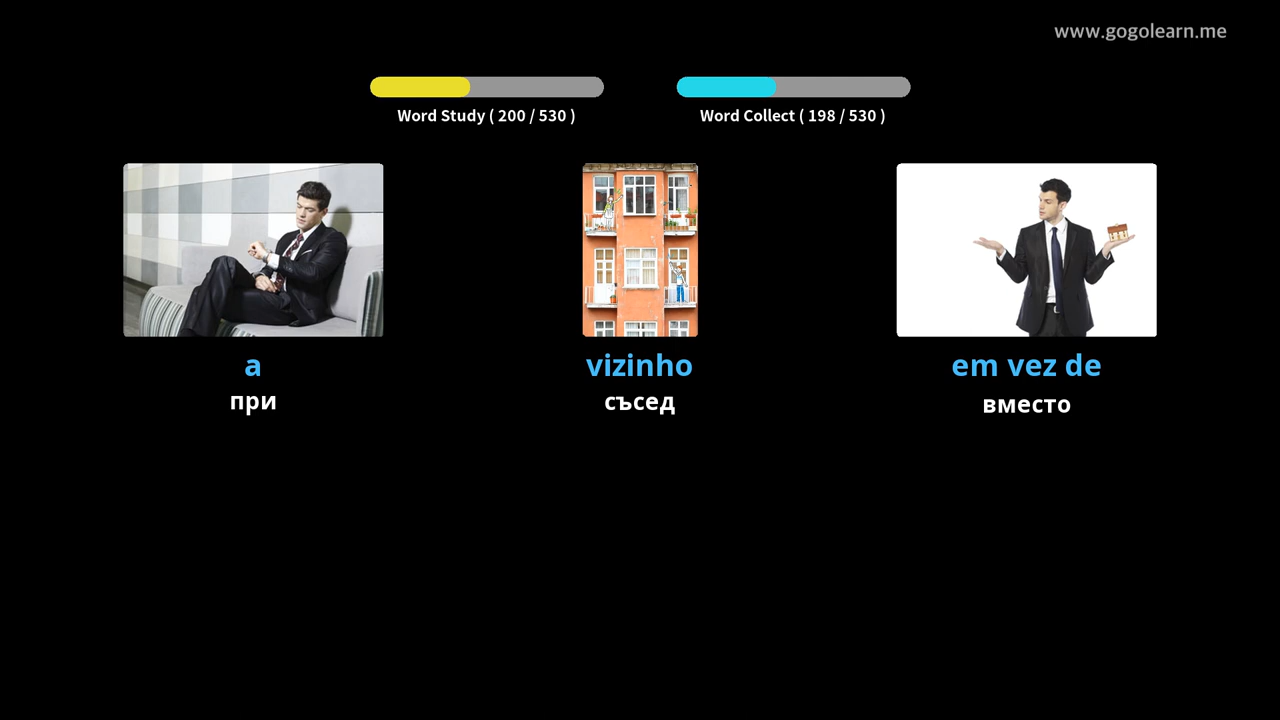 www.gogolearn.me
Word Study ( 200 / 530 )
Word Collect ( 198 / 530 )
a
при
vizinho
съсед
em vez de
вместо